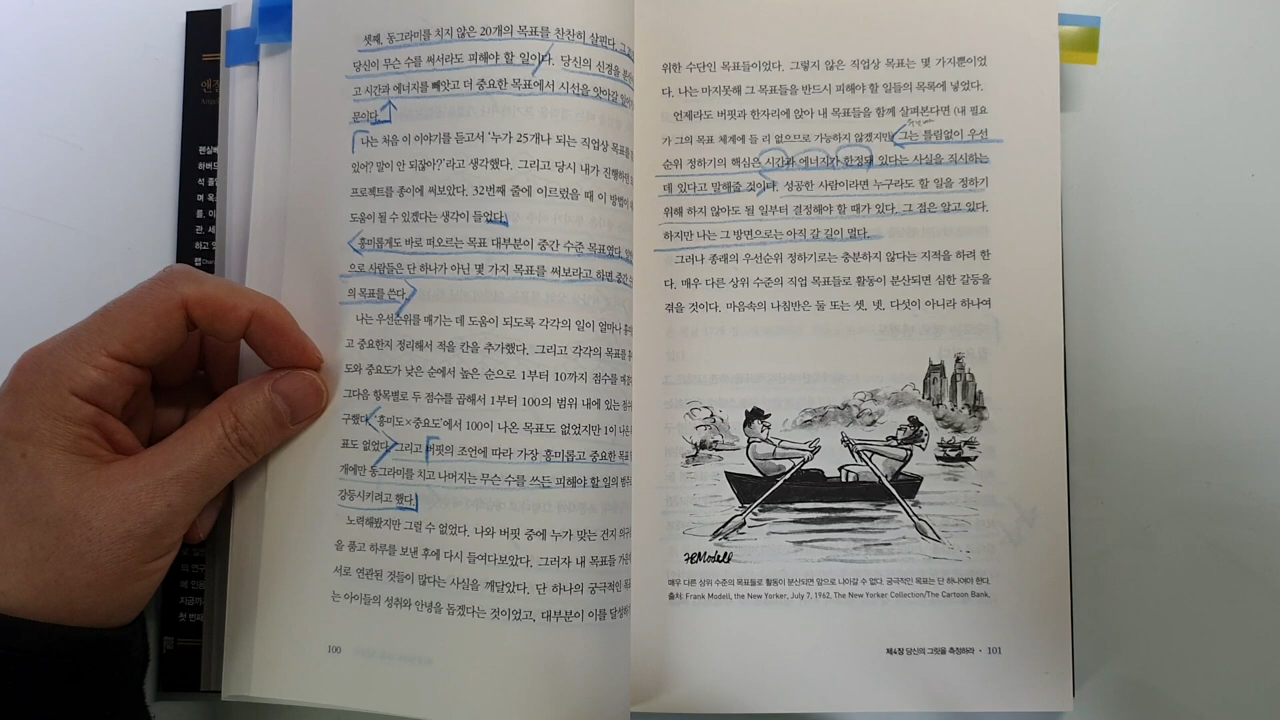 셋째, 동그라미를 치지 않은 20개의 목표를 찬찬히 살핀다. 그
당신이 무슨 수를 써서라도 피해야 할 일이다. 당신의 신경을
고 시간과 에너지를 빼앗고 더 중요한 목표에서 시선을 앗아갈
문이다.
나는 처음 이 이야기를 듣고서 ‘누가 25개나 되는 직업상 목표를
있어? 말이 안 되잖아?’라고 생각했다. 그리고 당시 내가 진행하던
프로젝트를 종이에 써보았다. 32번째 줄에 이르렀을 때 이 방법이
도움이 될 수 있겠다는 생각이 들었다.
흥미롭게도 바로 떠오르는 목표 대부분이 중간 수준 목표였다.
으로 사람들은 단 하나가 아닌 몇 가지 목표를 써보라고 하면 중간
의 목표를 쓴다.
나는 우선순위를 매기는 데 도움이 되도록 각각의 일이 얼마나
고 중요한지 정리해서 적을 칸을 추가했다. 그리고 각각의 목표를
도와 중요도가 낮은 순에서 높은 순으로 1부터 10까지 점수를
그다음 항목별로 두 점수를 곱해서 1부터 100의 범위 내에 있는
구했다. ‘흥미도×중요도’에서 100이 나온 목표도 없었지만 1이
표도 없었다. 그리고 버핏의 조언에 따라 가장 흥미롭고 중요한 목표
개에만 동그라미를 치고 나머지는 무슨 수를 쓰든 피해야 할 일의
강등시키려고 했다.
노력해봤지만 그럴 수 없었다. 나와 버핏 중에 누가 맞는 건지
을 품고 하루를 보낸 후에 다시 들여다보았다. 그러자 내 목표들
서로 연관된 것들이 많다는 사실을 깨달았다. 단 하나의 궁극적인
는 아이들의 성취와 안녕을 돕겠다는 것이었고, 대부분이 이를
100
위한 수단인 목표들이었다. 그렇지 않은 직업상 목표는 몇 가지뿐이었
다. 나는 마지못해 그 목표들을 반드시 피해야 할 일들의 목록에 넣었다.
언제라도 버핏과 한자리에 앉아 내 목표들을 함께 살펴본다면 (내 필요
가 그의 목표 체계에 들 리 없으므로 가능하지 않겠지만) 그는 틀림없이 우선
순위 정하기의 핵심은 시간과 에너지가 한정돼 있다는 사실을 직시하는
데 있다고 말해줄 것이다. 성공한 사람이라면 누구라도 할 일을 정하기
위해 하지 않아도 될 일부터 결정해야 할 때가 있다. 그 점은 알고 있다.
하지만 나는 그 방면으로는 아직 갈 길이 멀다.
그러나 종래의 우선순위 정하기로는 충분하지 않다는 지적을 하려 한
다. 매우 다른 상위 수준의 직업 목표들로 활동이 분산되면 심한 갈등을
겪을 것이다. 마음속의 나침반은 둘 또는 셋, 넷, 다섯이 아니라 하나여
FRModell
매우 다른 상위 수준의 목표들로 활동이 분산되면 앞으로 나아갈 수 없다. 궁극적인 목표는 단 하나여야 한다.
출처: Frank Modell, the New Yorker, July 7, 1962, The New Yorker Collection/The Cartoon Bank,
제4장 당신의 그릿을 측정하라 • 101